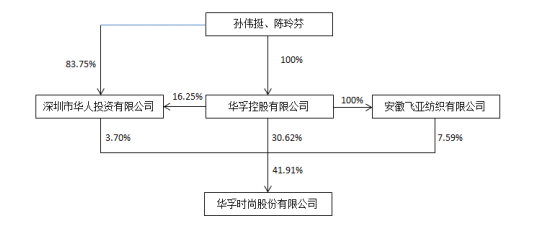 孙伟挺、陈玲芬
83.75%
100%
深圳市华人投资有限公司
16.25%
华孚控股有限公司
100%
安徽飞亚纺织有限公司
3.70%
30.62%
7.59%
41.91%
华孚时尚股份有限公司